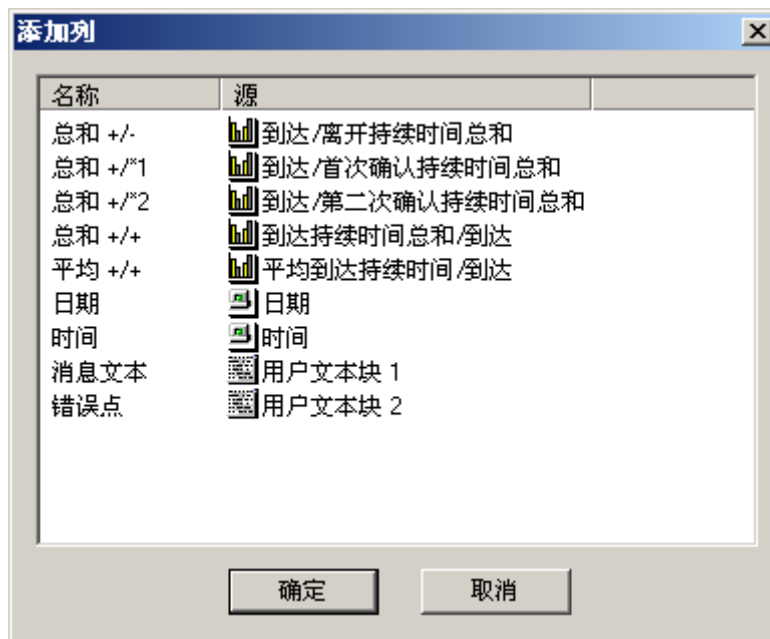 添加列
名称 源
总和 +/- 到达/离开持续时间总和
总和 +/*1 到达/首次确认持续时间总和
总和 +/*2 到达/第二次确认持续时间总和
总和 +/+ 到达持续时间总和/到达
平均 +/+ 平均到达持续时间/到达
日期 日期
时间 时间
消息文本 用户文本块 1
错误点 用户文本块 2
确定 取消